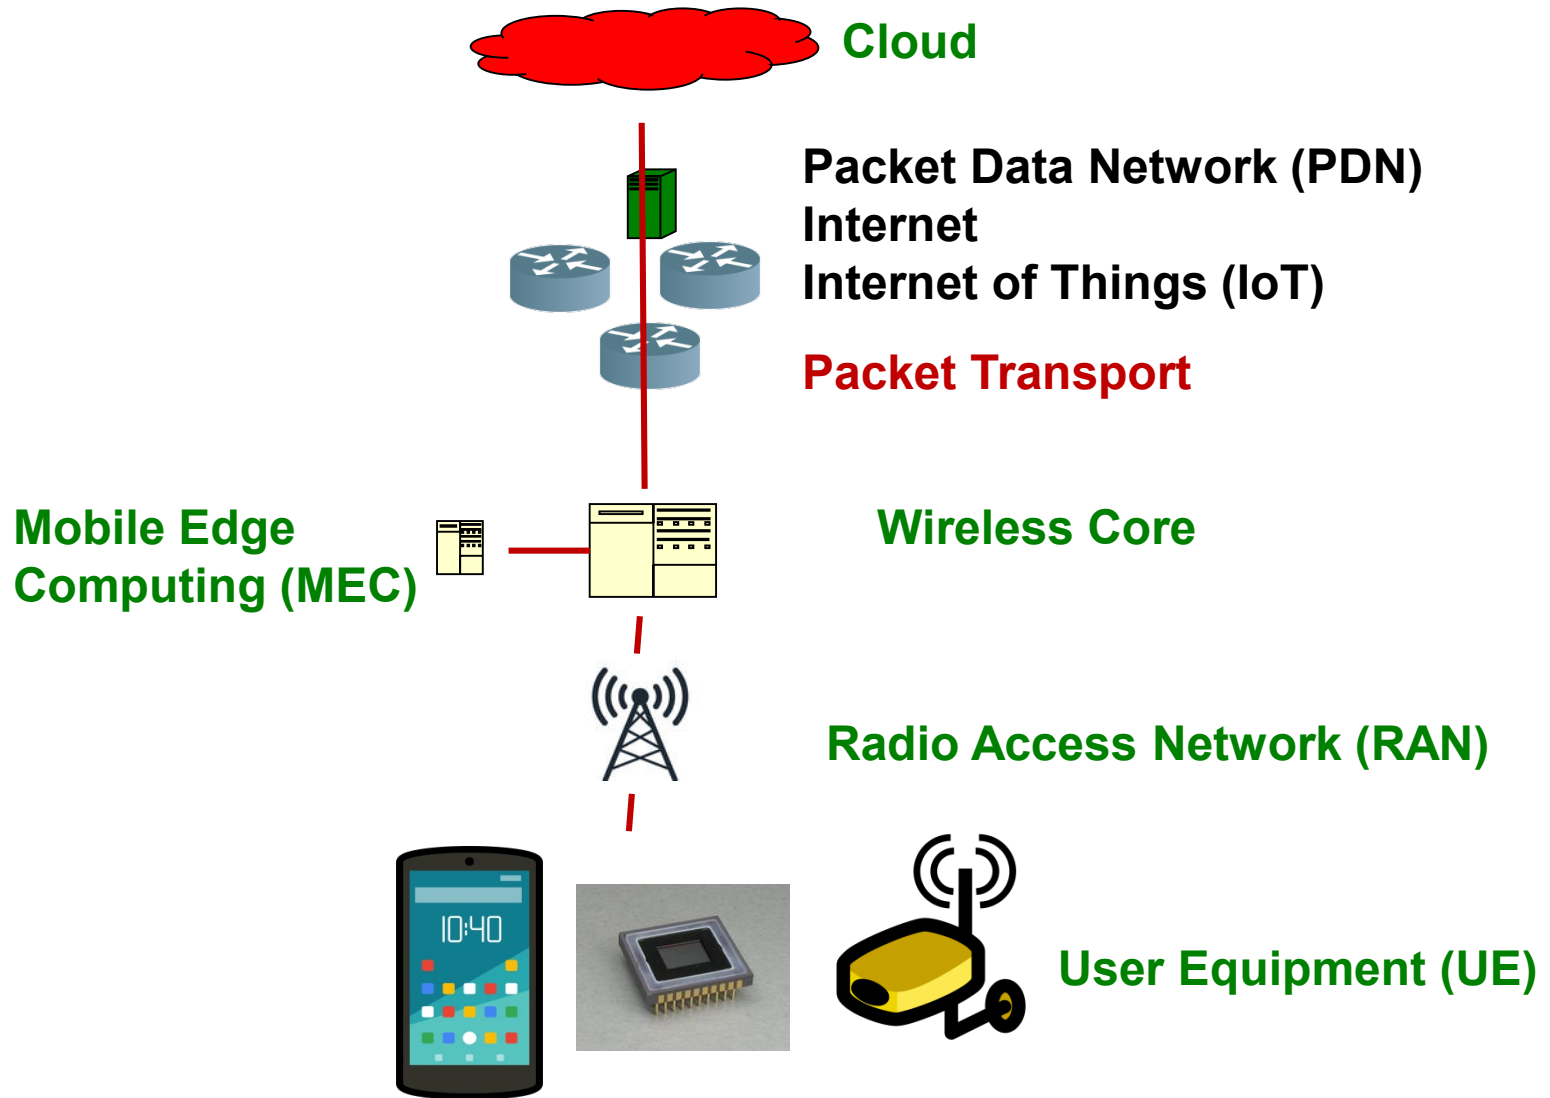 Cloud
Packet Data Network (PDN)
Internet
Internet of Things (IoT)
Packet Transport
Mobile Edge
Computing (MEC)
Wireless Core
Radio Access Network (RAN)
10:40
User Equipment (UE)